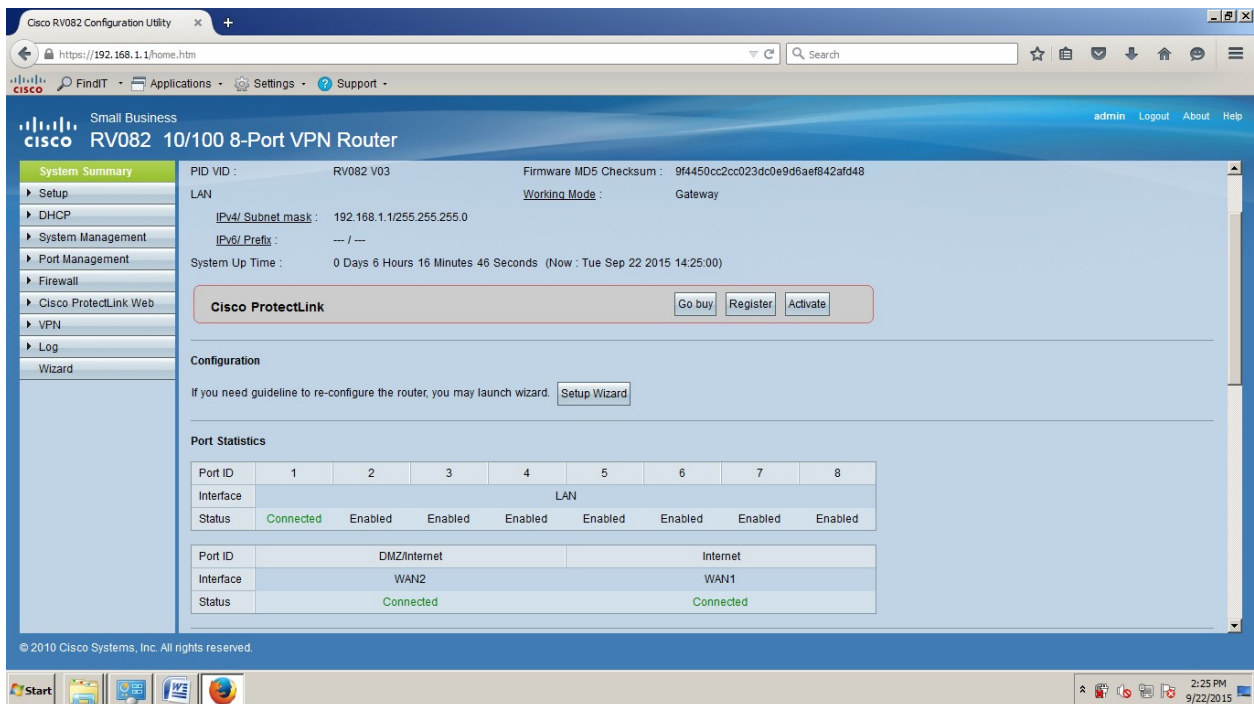 Cisco RV082 Configuration Utility
https://192.168.1.1/home.htm
Search
CISCO FindIT Applications Settings Support
CISCO Small Business
RV082 10/100 8-Port VPN Router
admin Logout About Help
System Summary
Setup
DHCP
System Management
Port Management
Firewall
Cisco ProtectLink Web
VPN
Log
Wizard
PID VID : RV082 V03 Firmware MD5 Checksum : 9f4450cc2cc023dc0e9d6aef842afd48
LAN Working Mode : Gateway
IPv4/ Subnet mask : 192.168.1.1/255.255.255.0
IPv6/ Prefix : --- / ---
System Up Time : 0 Days 6 Hours 16 Minutes 46 Seconds (Now : Tue Sep 22 2015 14:25:00)
Cisco ProtectLink Go buy Register Activate
Configuration
If you need guideline to re-configure the router, you may launch wizard. Setup Wizard
Port Statistics
Port ID 1 2 3 4 5 6 7 8
Interface LAN
Status Connected Enabled Enabled Enabled Enabled Enabled Enabled Enabled
Port ID DMZ/Internet Internet
Interface WAN2 WAN1
Status Connected Connected
© 2010 Cisco Systems, Inc. All rights reserved.
Start
2:25 PM
9/22/2015